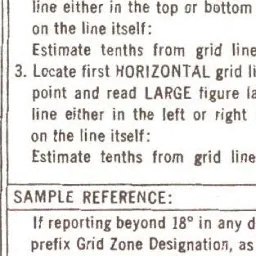 line either in the top or bottom
on the line itself:
Estimate tenths from grid line
3. Locate first HORIZONTAL grid li
point and read LARGE figure la
line either in the left or right
on the line itself:
Estimate tenths from grid line
SAMPLE REFERENCE:
If reporting beyond 18° in any d
prefix Grid Zone Designation, as